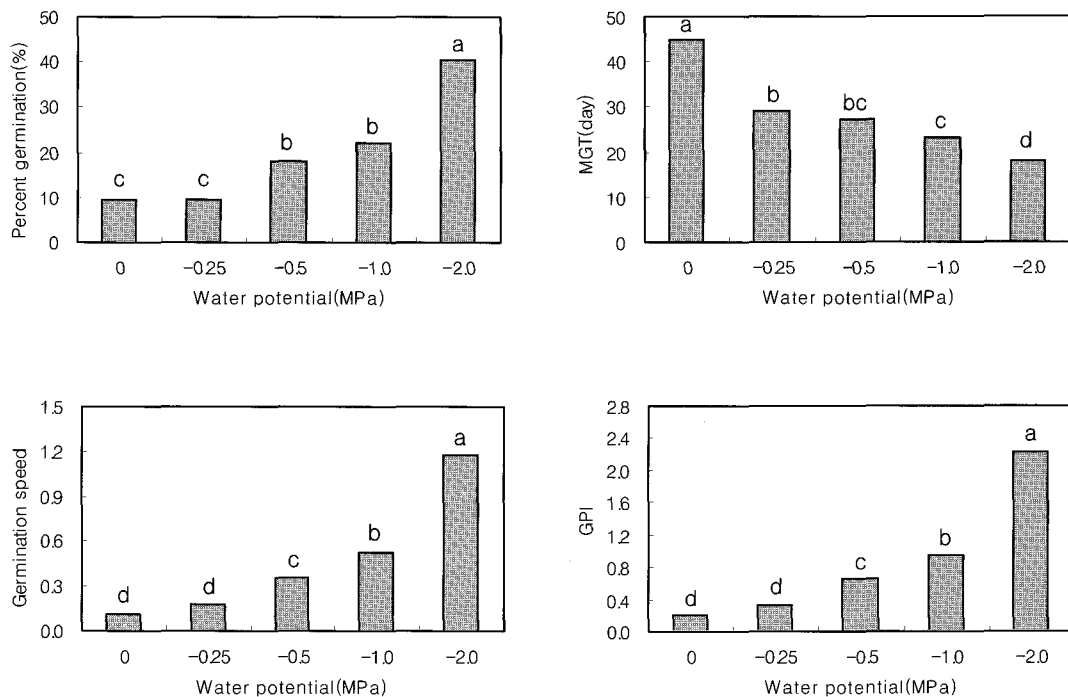 Percent germination(%)
50
40
30
20
10
0
c
c
b
b
a
0 −0.25 −0.5 −1.0 −2.0
Water potential(MPa)
MGT(day)
50
40
30
20
10
0
a
b
bc
c
d
0 −0.25 −0.5 −1.0 −2.0
Water potential(MPa)
Germination speed
1.5
1.2
0.9
0.6
0.3
0.0
d
d
c
b
a
0 −0.25 −0.5 −1.0 −2.0
Water potential(MPa)
GPI
2.8
2.4
2.0
1.6
1.2
0.8
0.4
0.0
d
d
c
b
a
0 −0.25 −0.5 −1.0 −2.0
Water potential(MPa)